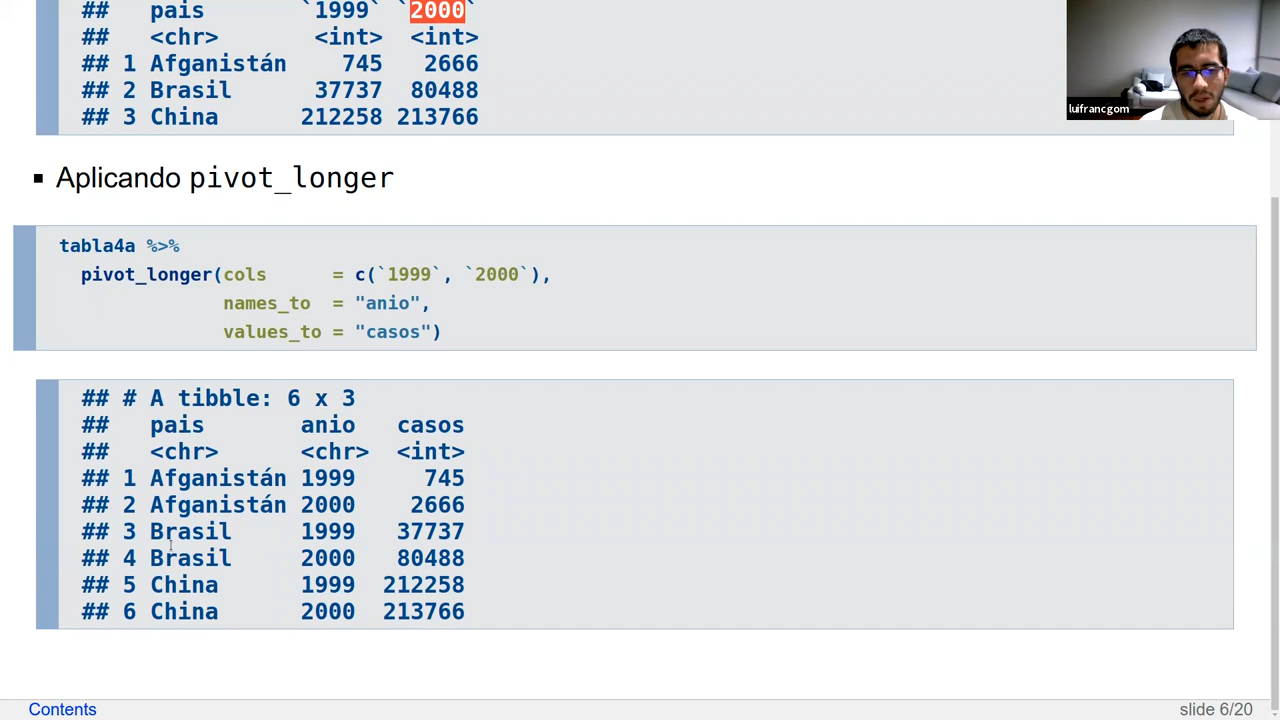 ## pais `1999` `2000`
## <chr> <int> <int>
## 1 Afganistán 745 2666
## 2 Brasil 37737 80488
## 3 China 212258 213766
luifrancgom
▪ Aplicando pivot_longer
tabla4a %>%
pivot_longer(cols = c(`1999`, `2000`),
names_to = "anio",
values_to = "casos")
## # A tibble: 6 x 3
## pais anio casos
## <chr> <chr> <int>
## 1 Afganistán 1999 745
## 2 Afganistán 2000 2666
## 3 Brasil 1999 37737
## 4 Brasil 2000 80488
## 5 China 1999 212258
## 6 China 2000 213766
Contents
slide 6/20